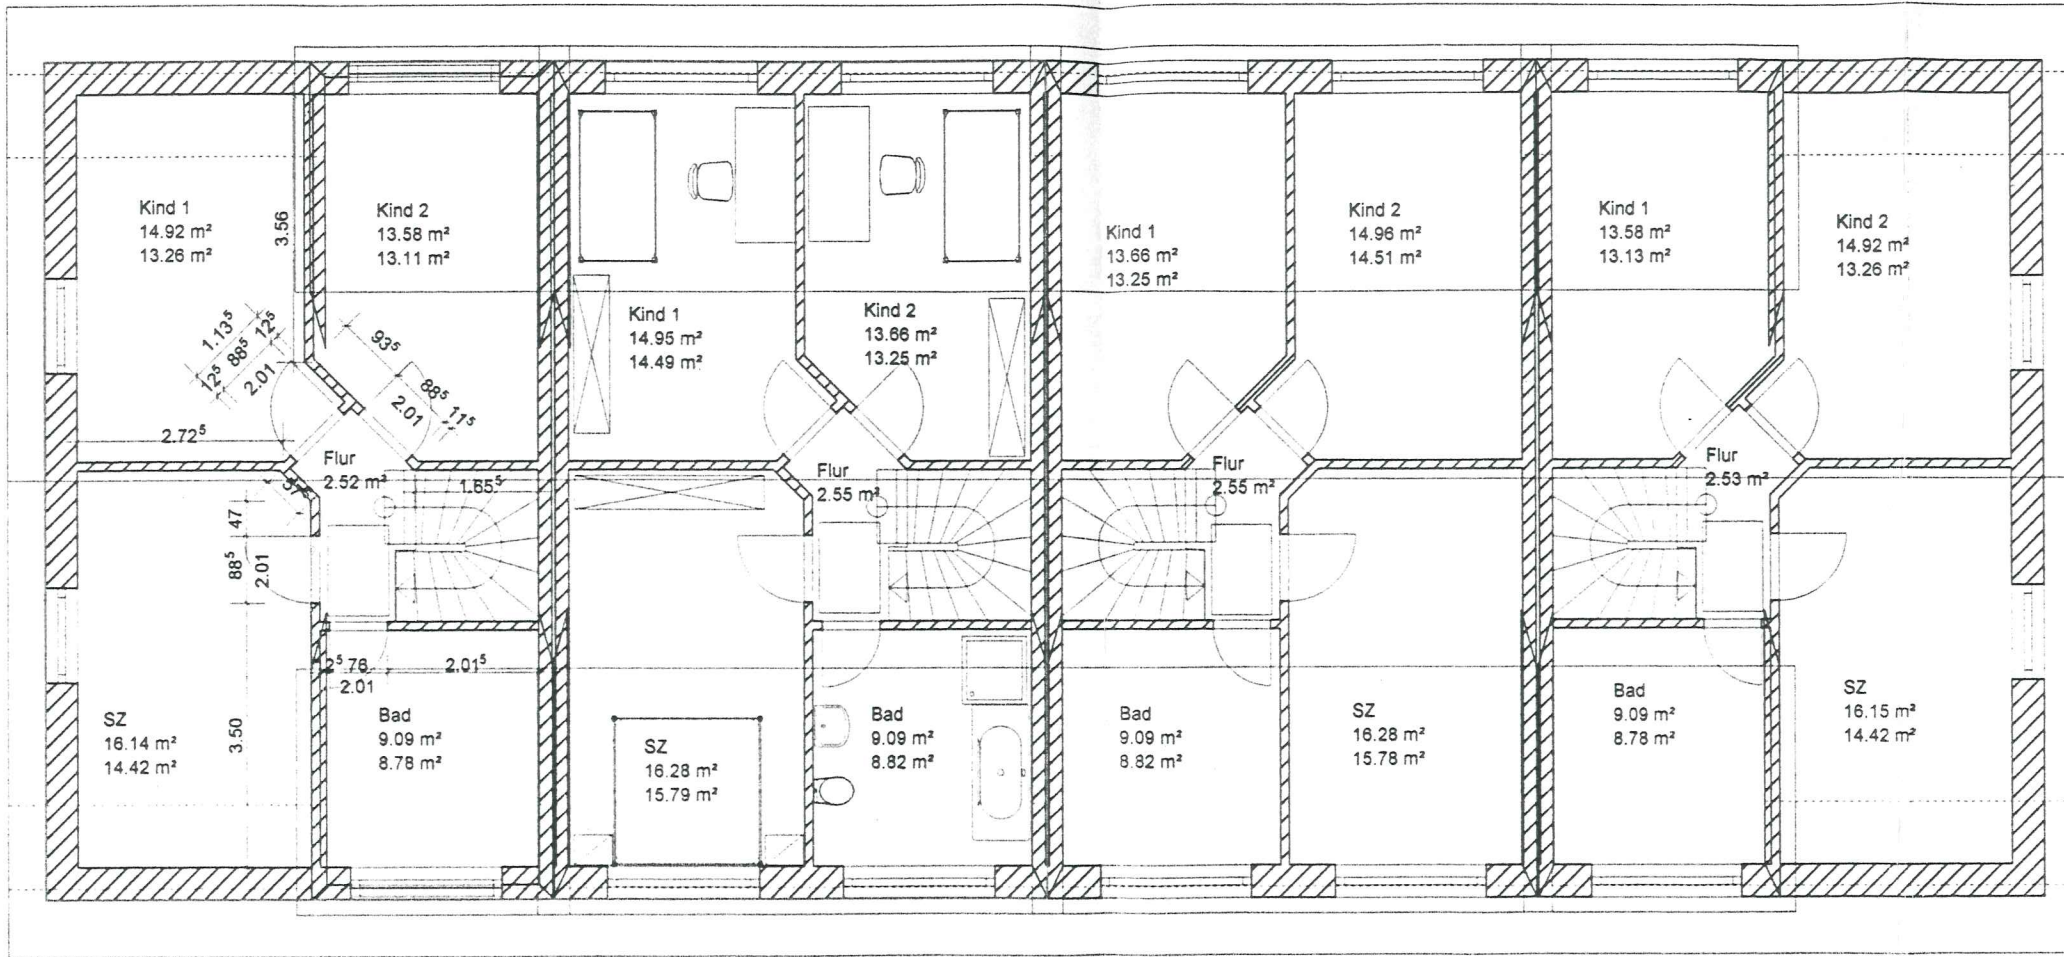 Kind 1
14.92 m²
13.26 m²
3.56
Kind 2
13.58 m²
13.11 m²
1.13⁵
12⁵ 88⁵ 12⁵
2.01
93⁵
88⁵ 11⁵
2.01
2.72⁵
Flur
2.52 m²
1.65⁵
57
47
88⁵
2.01
2⁵ 76
2.01
2.01⁵
3.50
SZ
16.14 m²
14.42 m²
Bad
9.09 m²
8.78 m²
Kind 1
14.95 m²
14.49 m²
Kind 2
13.66 m²
13.25 m²
Flur
2.55 m²
SZ
16.28 m²
15.79 m²
Bad
9.09 m²
8.82 m²
Kind 1
13.66 m²
13.25 m²
Kind 2
14.96 m²
14.51 m²
Flur
2.55 m²
Bad
9.09 m²
8.82 m²
SZ
16.28 m²
15.78 m²
Kind 1
13.58 m²
13.13 m²
Kind 2
14.92 m²
13.26 m²
Flur
2.53 m²
Bad
9.09 m²
8.78 m²
SZ
16.15 m²
14.42 m²